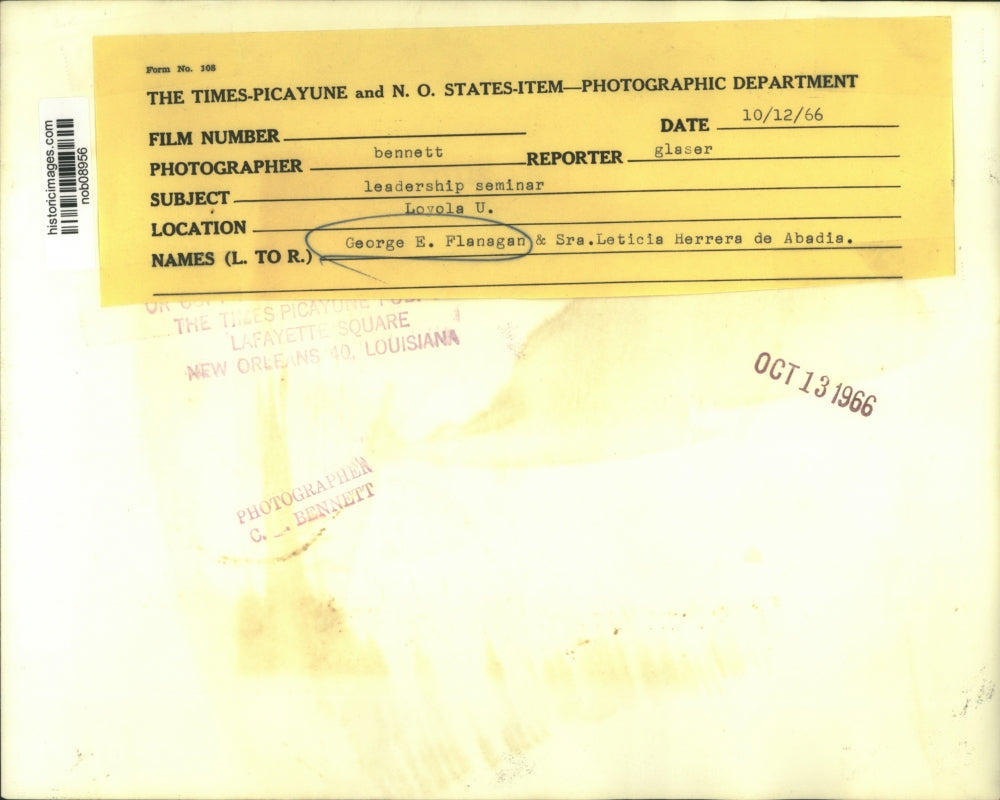 Form No. 108
THE TIMES-PICAYUNE and N. O. STATES-ITEM—PHOTOGRAPHIC DEPARTMENT
FILM NUMBER
DATE 10/12/66
PHOTOGRAPHER bennett REPORTER glaser
SUBJECT leadership seminar
LOCATION Loyola U.
NAMES (L. TO R.) George E. Flanagan & Sra.Leticia Herrera de Abadia.
historicimages.com
nob08956
OR
THE TIMES PICAYUNE
LAFAYETTE SQUARE
NEW ORLEANS 40, LOUISIANA
OCT 13 1966
PHOTOGRAPHER
C. BENNETT